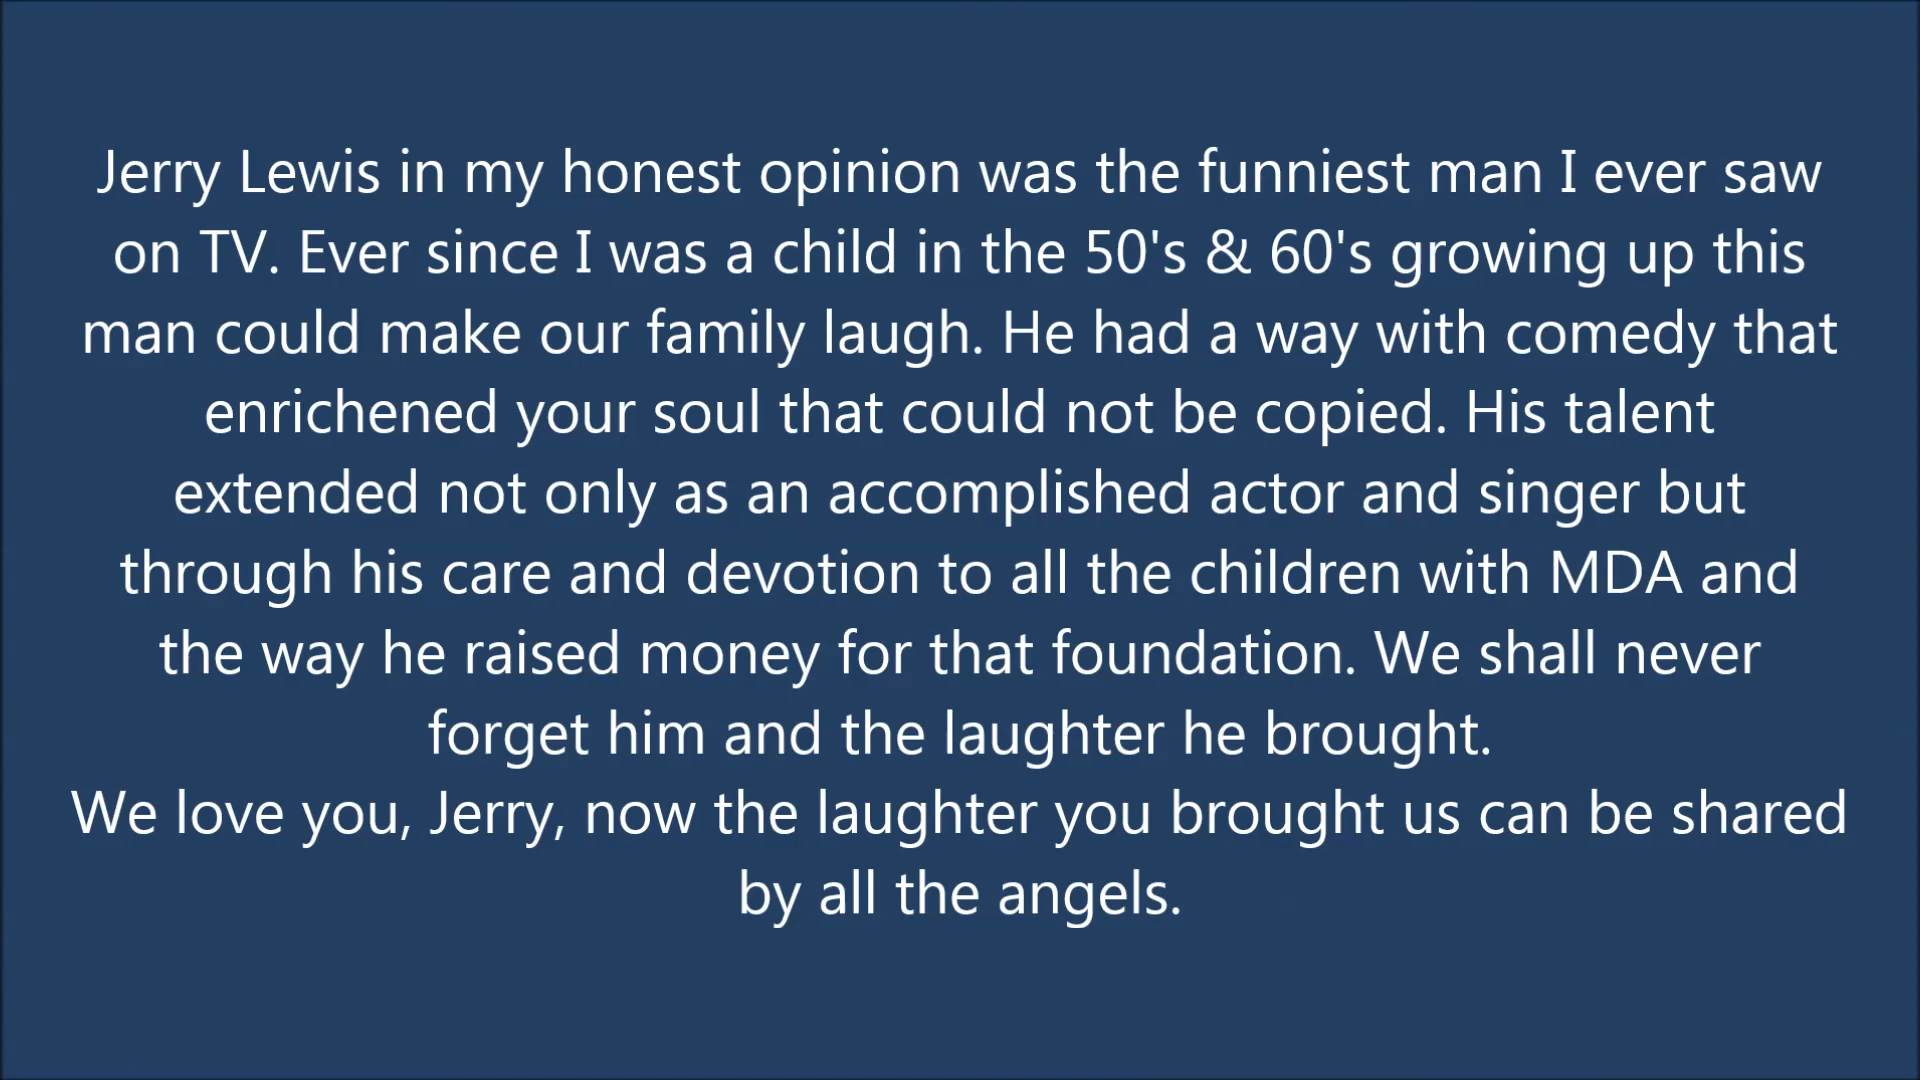 Jerry Lewis in my honest opinion was the funniest man I ever saw
on TV. Ever since I was a child in the 50's & 60's growing up this
man could make our family laugh. He had a way with comedy that
enrichened your soul that could not be copied. His talent
extended not only as an accomplished actor and singer but
through his care and devotion to all the children with MDA and
the way he raised money for that foundation. We shall never
forget him and the laughter he brought.
We love you, Jerry, now the laughter you brought us can be shared
by all the angels.